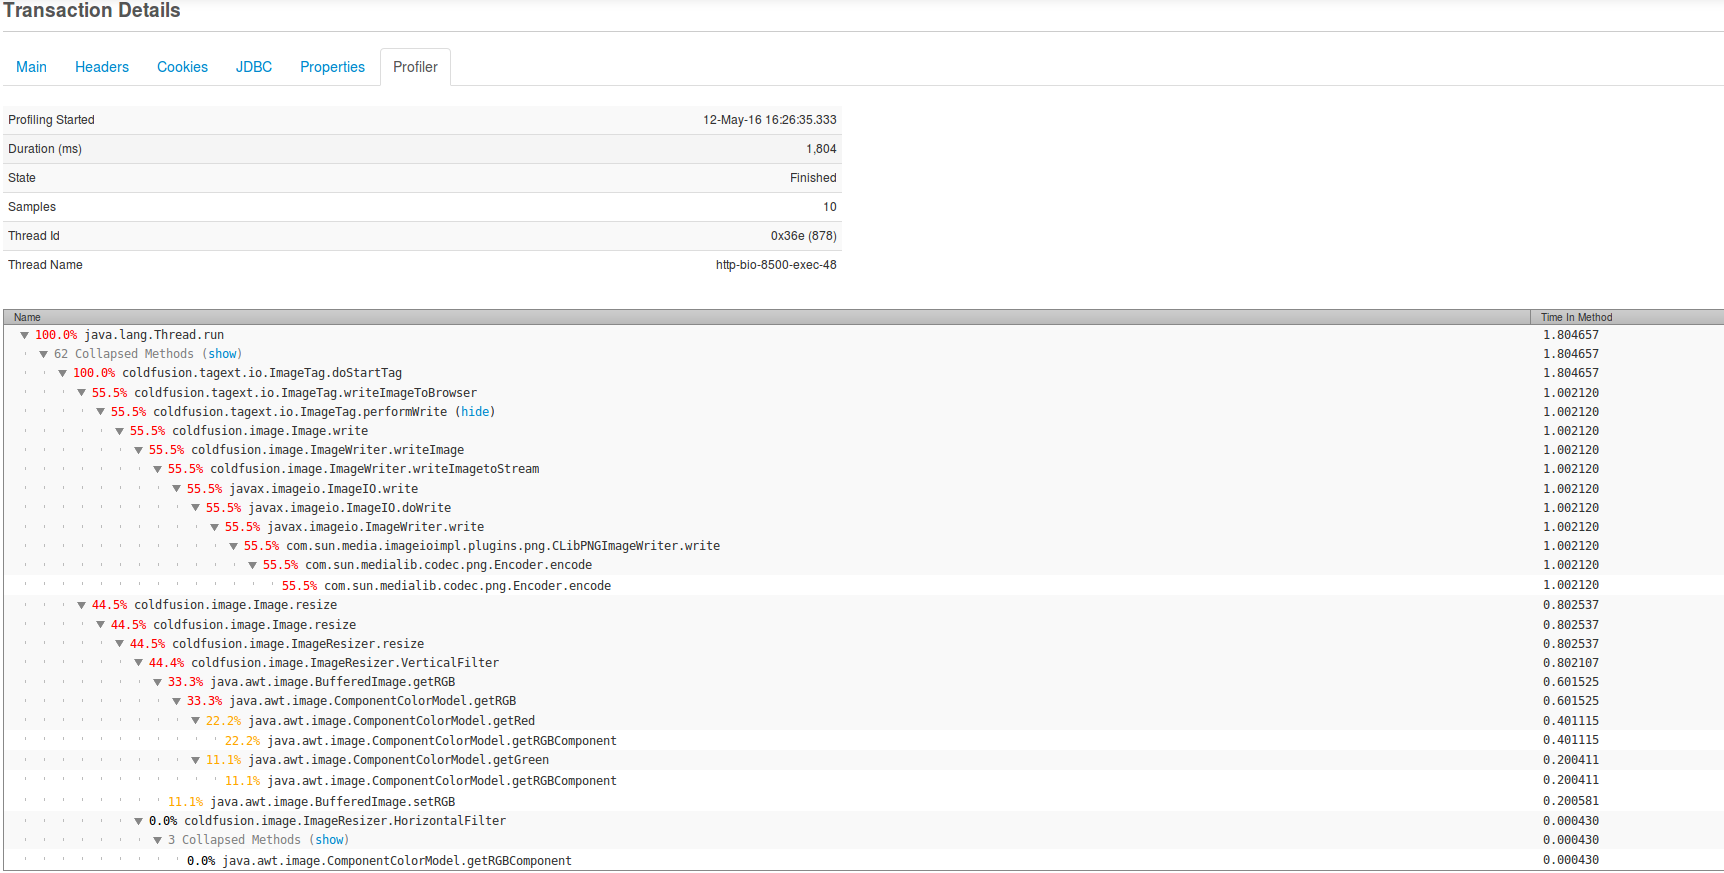 Transaction Details
Main Headers Cookies JDBC Properties Profiler
Profiling Started 12-May-16 16:26:35.333
Duration (ms) 1,804
State Finished
Samples 10
Thread Id 0x36e (878)
Thread Name http-bio-8500-exec-48
Name Time In Method
100.0% java.lang.Thread.run 1.804657
62 Collapsed Methods (show) 1.804657
100.0% coldfusion.tagext.io.ImageTag.doStartTag 1.804657
55.5% coldfusion.tagext.io.ImageTag.writeImageToBrowser 1.002120
55.5% coldfusion.tagext.io.ImageTag.performWrite (hide) 1.002120
55.5% coldfusion.image.Image.write 1.002120
55.5% coldfusion.image.ImageWriter.writeImage 1.002120
55.5% coldfusion.image.ImageWriter.writeImagetoStream 1.002120
55.5% javax.imageio.ImageIO.write 1.002120
55.5% javax.imageio.ImageIO.doWrite 1.002120
55.5% javax.imageio.ImageWriter.write 1.002120
55.5% com.sun.media.imageioimpl.plugins.png.CLibPNGImageWriter.write 1.002120
55.5% com.sun.medialib.codec.png.Encoder.encode 1.002120
55.5% com.sun.medialib.codec.png.Encoder.encode 1.002120
44.5% coldfusion.image.Image.resize 0.802537
44.5% coldfusion.image.Image.resize 0.802537
44.5% coldfusion.image.ImageResizer.resize 0.802537
44.4% coldfusion.image.ImageResizer.VerticalFilter 0.802107
33.3% java.awt.image.BufferedImage.getRGB 0.601525
33.3% java.awt.image.ComponentColorModel.getRGB 0.601525
22.2% java.awt.image.ComponentColorModel.getRed 0.401115
22.2% java.awt.image.ComponentColorModel.getRGBComponent 0.401115
11.1% java.awt.image.ComponentColorModel.getGreen 0.200411
11.1% java.awt.image.ComponentColorModel.getRGBComponent 0.200411
11.1% java.awt.image.BufferedImage.setRGB 0.200581
0.0% coldfusion.image.ImageResizer.HorizontalFilter 0.000430
3 Collapsed Methods (show) 0.000430
0.0% java.awt.image.ComponentColorModel.getRGBComponent 0.000430